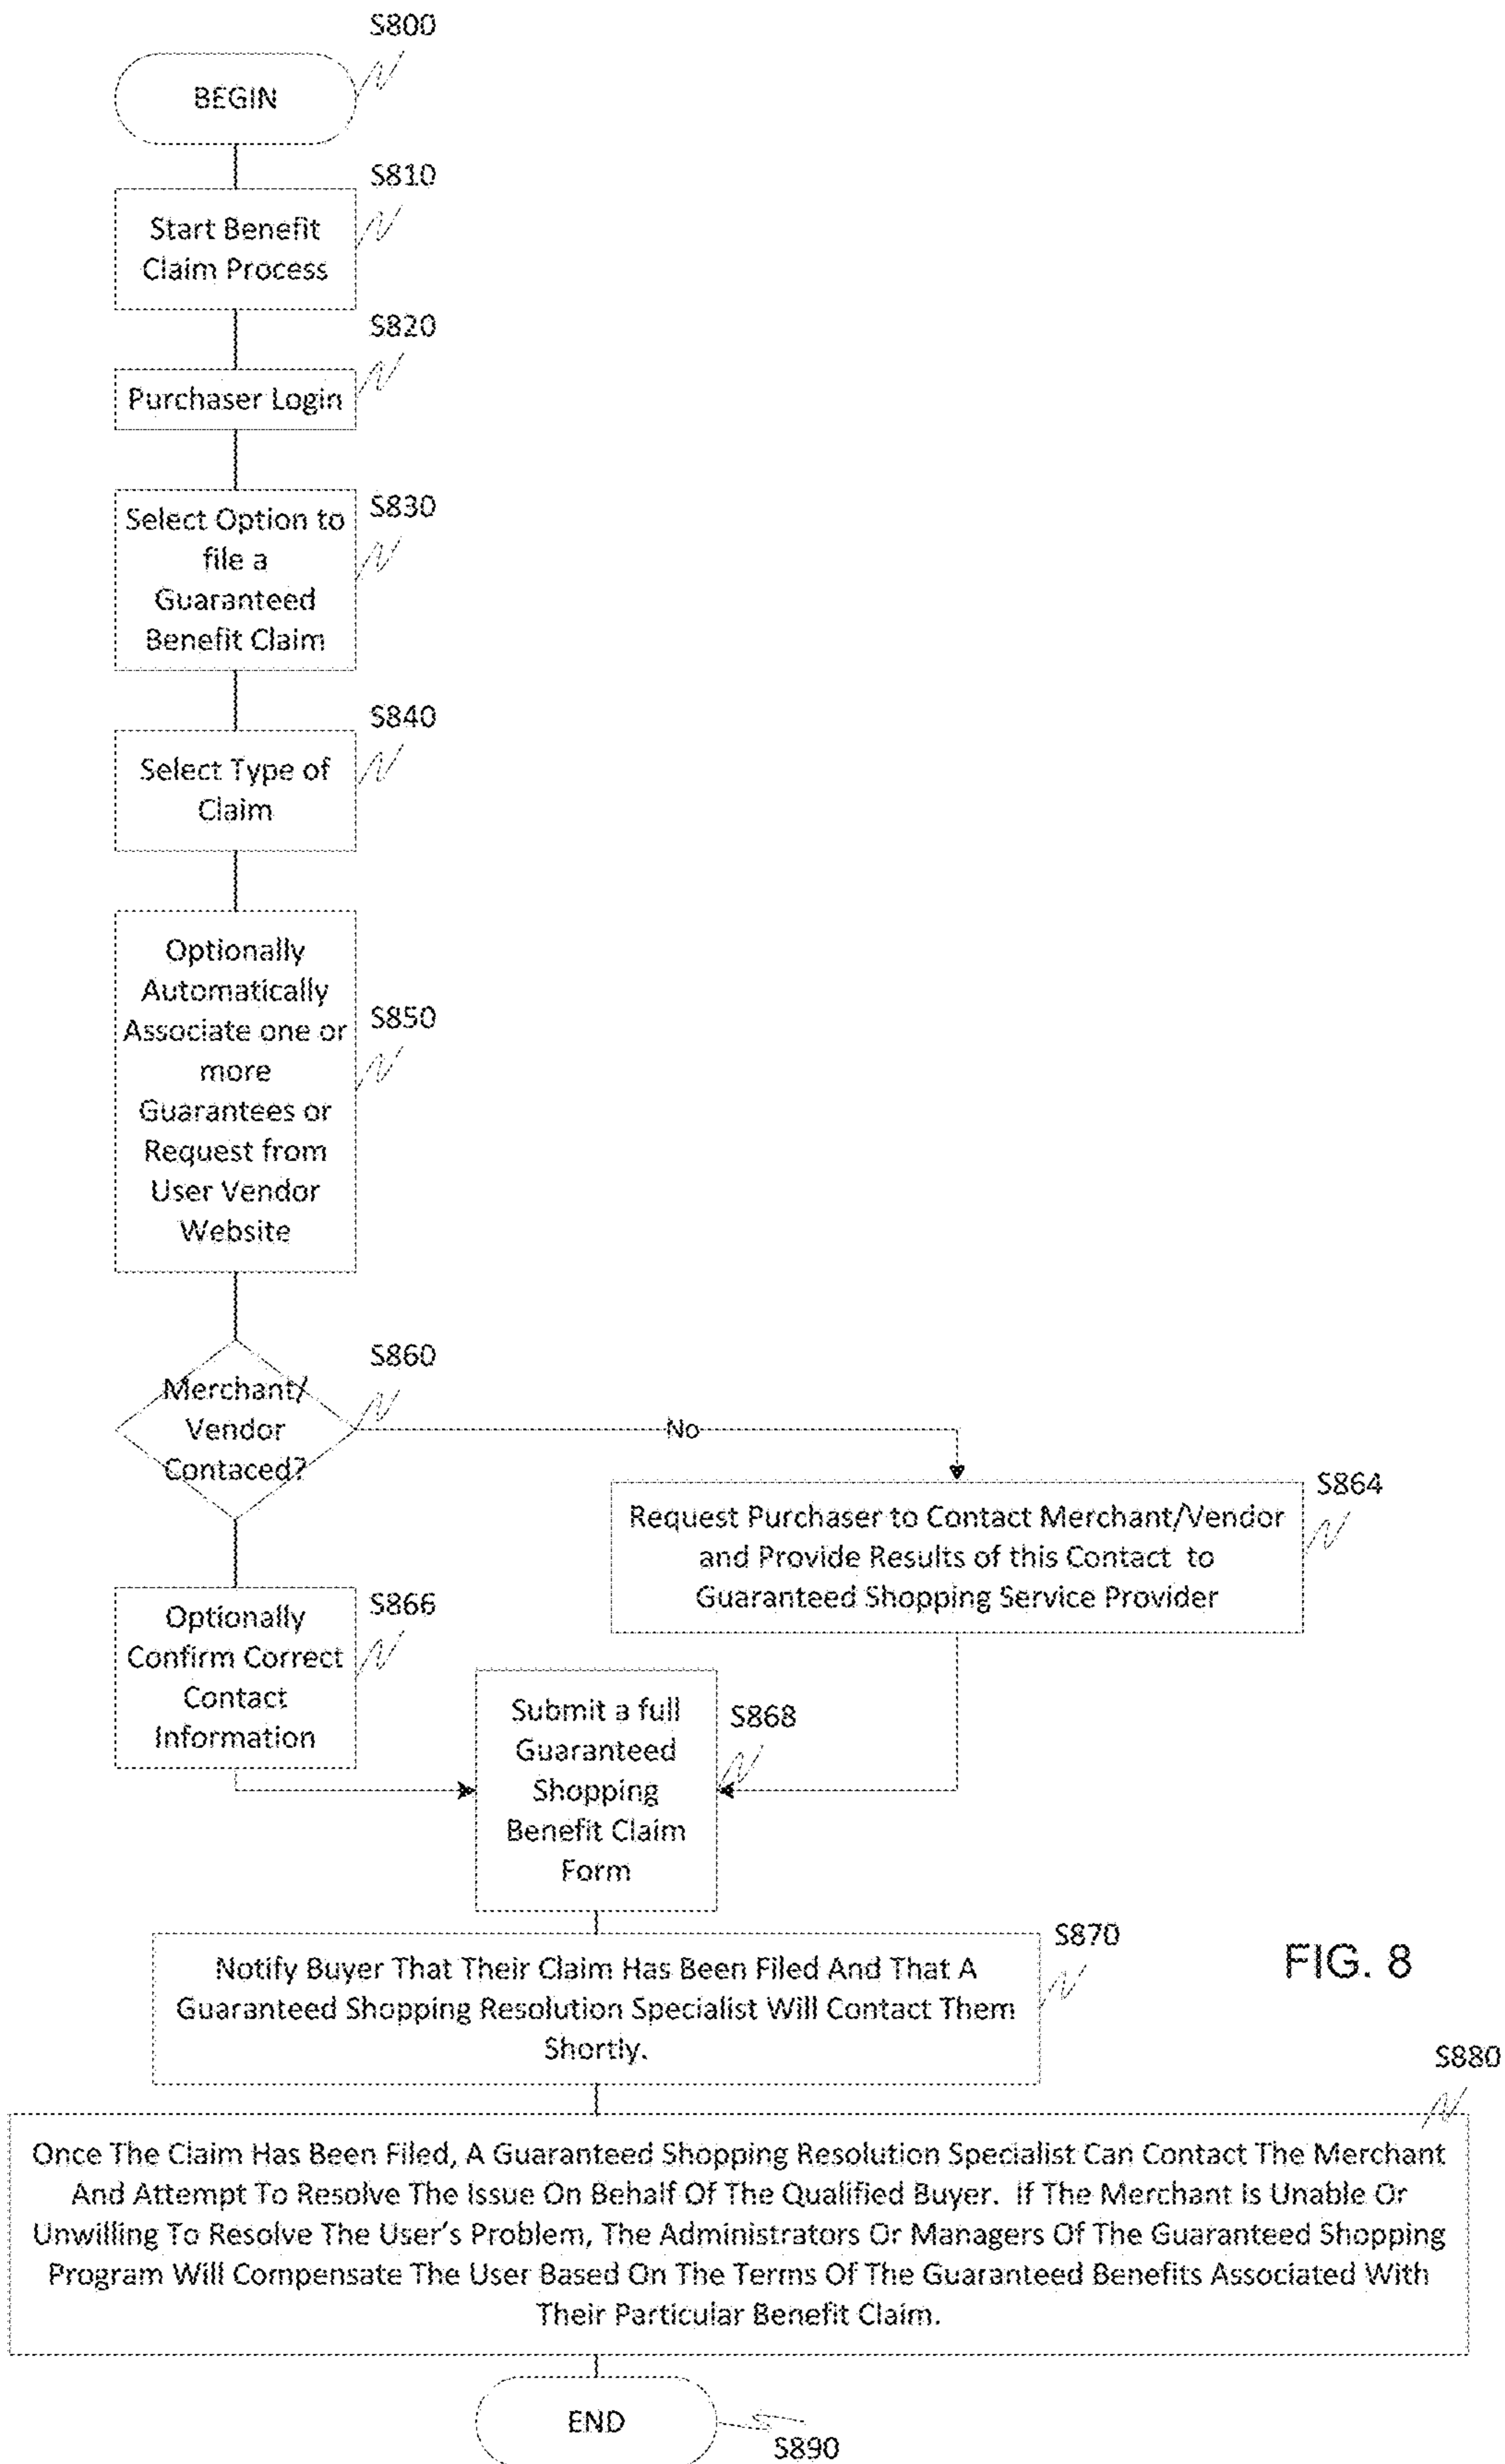 S800
BEGIN
S810
Start Benefit
Claim Process
S820
Purchaser Login
S830
Select Option to
file a
Guaranteed
Benefit Claim
S840
Select Type of
Claim
Optionally
Automatically
Associate one or
more
Guarantees or
Request from
User Vendor
Website
S850
S860
Merchant/
Vendor
Contaced?
No
S864
Request Purchaser to Contact Merchant/Vendor
and Provide Results of this Contact to
Guaranteed Shopping Service Provider
S866
Optionally
Confirm Correct
Contact
Information
S868
Submit a full
Guaranteed
Shopping
Benefit Claim
Form
S870
Notify Buyer That Their Claim Has Been Filed And That A
Guaranteed Shopping Resolution Specialist Will Contact Them
Shortly.
FIG. 8
S880
Once The Claim Has Been Filed, A Guaranteed Shopping Resolution Specialist Can Contact The Merchant
And Attempt To Resolve The Issue On Behalf Of The Qualified Buyer. If The Merchant Is Unable Or
Unwilling To Resolve The User's Problem, The Administrators Or Managers Of The Guaranteed Shopping
Program Will Compensate The User Based On The Terms Of The Guaranteed Benefits Associated With
Their Particular Benefit Claim.
END
S890